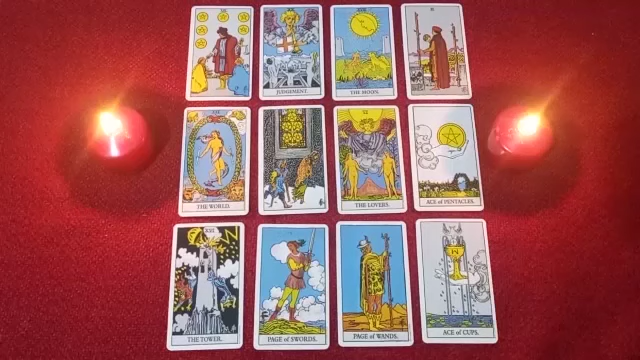 JUDGEMENT.
THE MOON.
THE WORLD.
THE LOVERS.
ACE of PENTACLES.
XVI.
THE TOWER.
PAGE of SWORDS.
PAGE of WANDS.
ACE of CUPS.